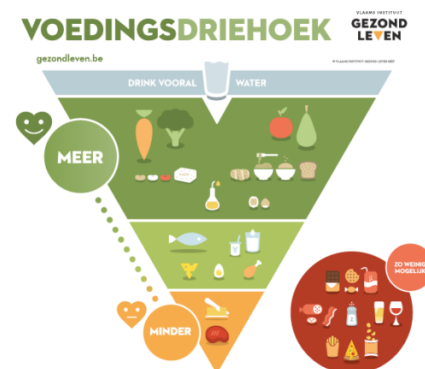 VLAAMS INSTITUUT
VOEDINGSDRIEHOEK
GEZOND
LEVEN
gezondleven.be
DRINK VOORAL WATER
MEER
ZO WEINIG
MOGELIJK
MINDER